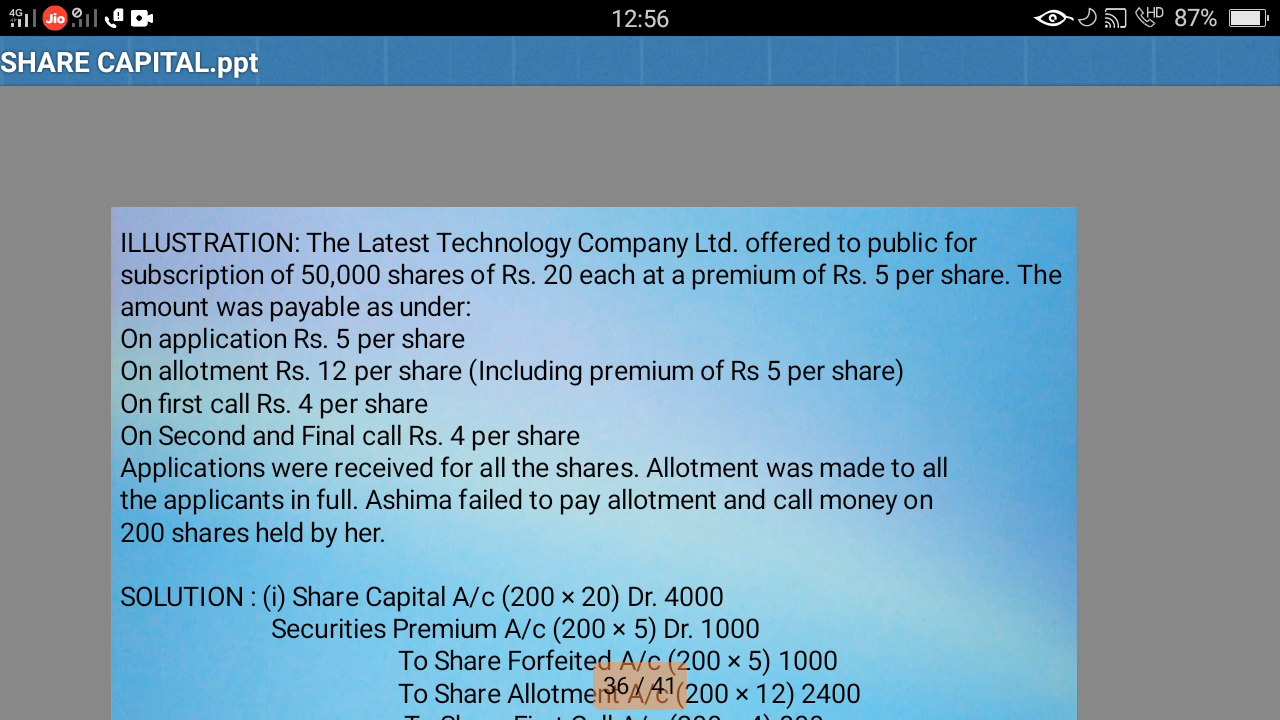 4G Jio 12:56 HD 87%
SHARE CAPITAL.ppt
ILLUSTRATION: The Latest Technology Company Ltd. offered to public for
subscription of 50,000 shares of Rs. 20 each at a premium of Rs. 5 per share. The
amount was payable as under:
On application Rs. 5 per share
On allotment Rs. 12 per share (Including premium of Rs 5 per share)
On first call Rs. 4 per share
On Second and Final call Rs. 4 per share
Applications were received for all the shares. Allotment was made to all
the applicants in full. Ashima failed to pay allotment and call money on
200 shares held by her.
SOLUTION : (i) Share Capital A/c (200 × 20) Dr. 4000
Securities Premium A/c (200 × 5) Dr. 1000
To Share Forfeited A/c (200 × 5) 1000
To Share Allotment A/c (200 × 12) 2400
36 / 41